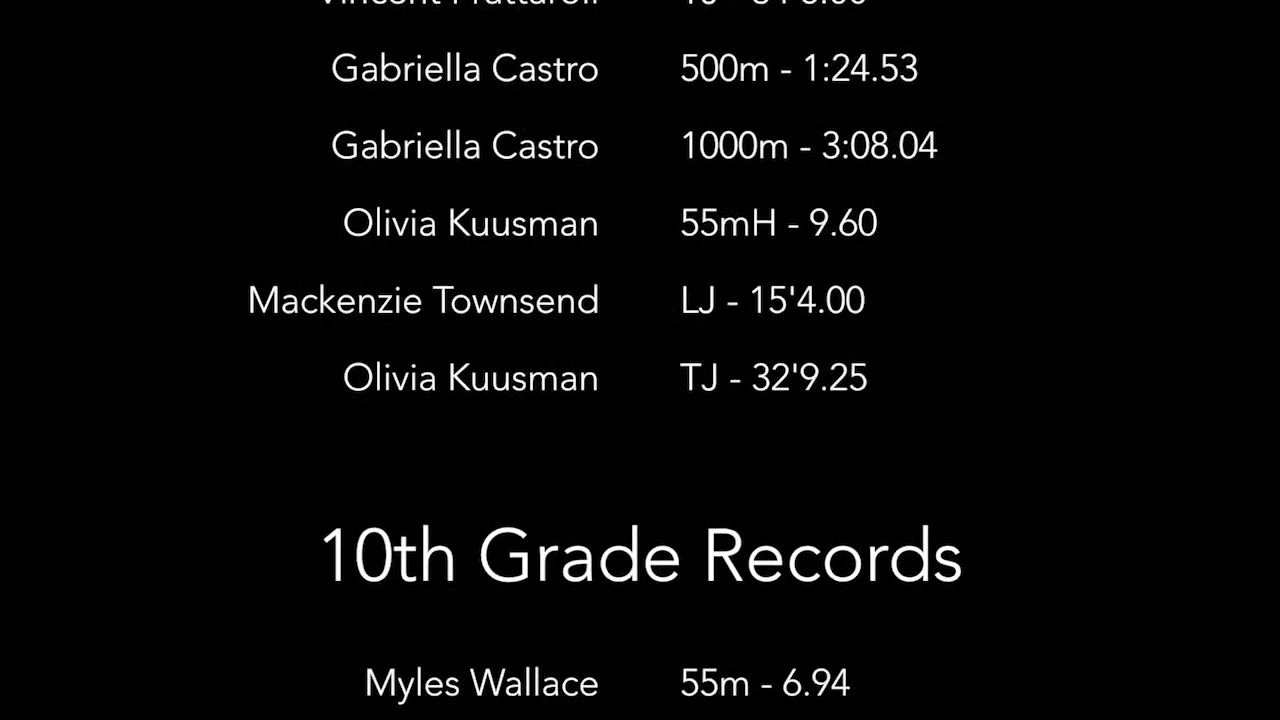 Gabriella Castro 500m - 1:24.53
Gabriella Castro 1000m - 3:08.04
Olivia Kuusman 55mH - 9.60
Mackenzie Townsend LJ - 15'4.00
Olivia Kuusman TJ - 32'9.25
10th Grade Records
Myles Wallace 55m - 6.94